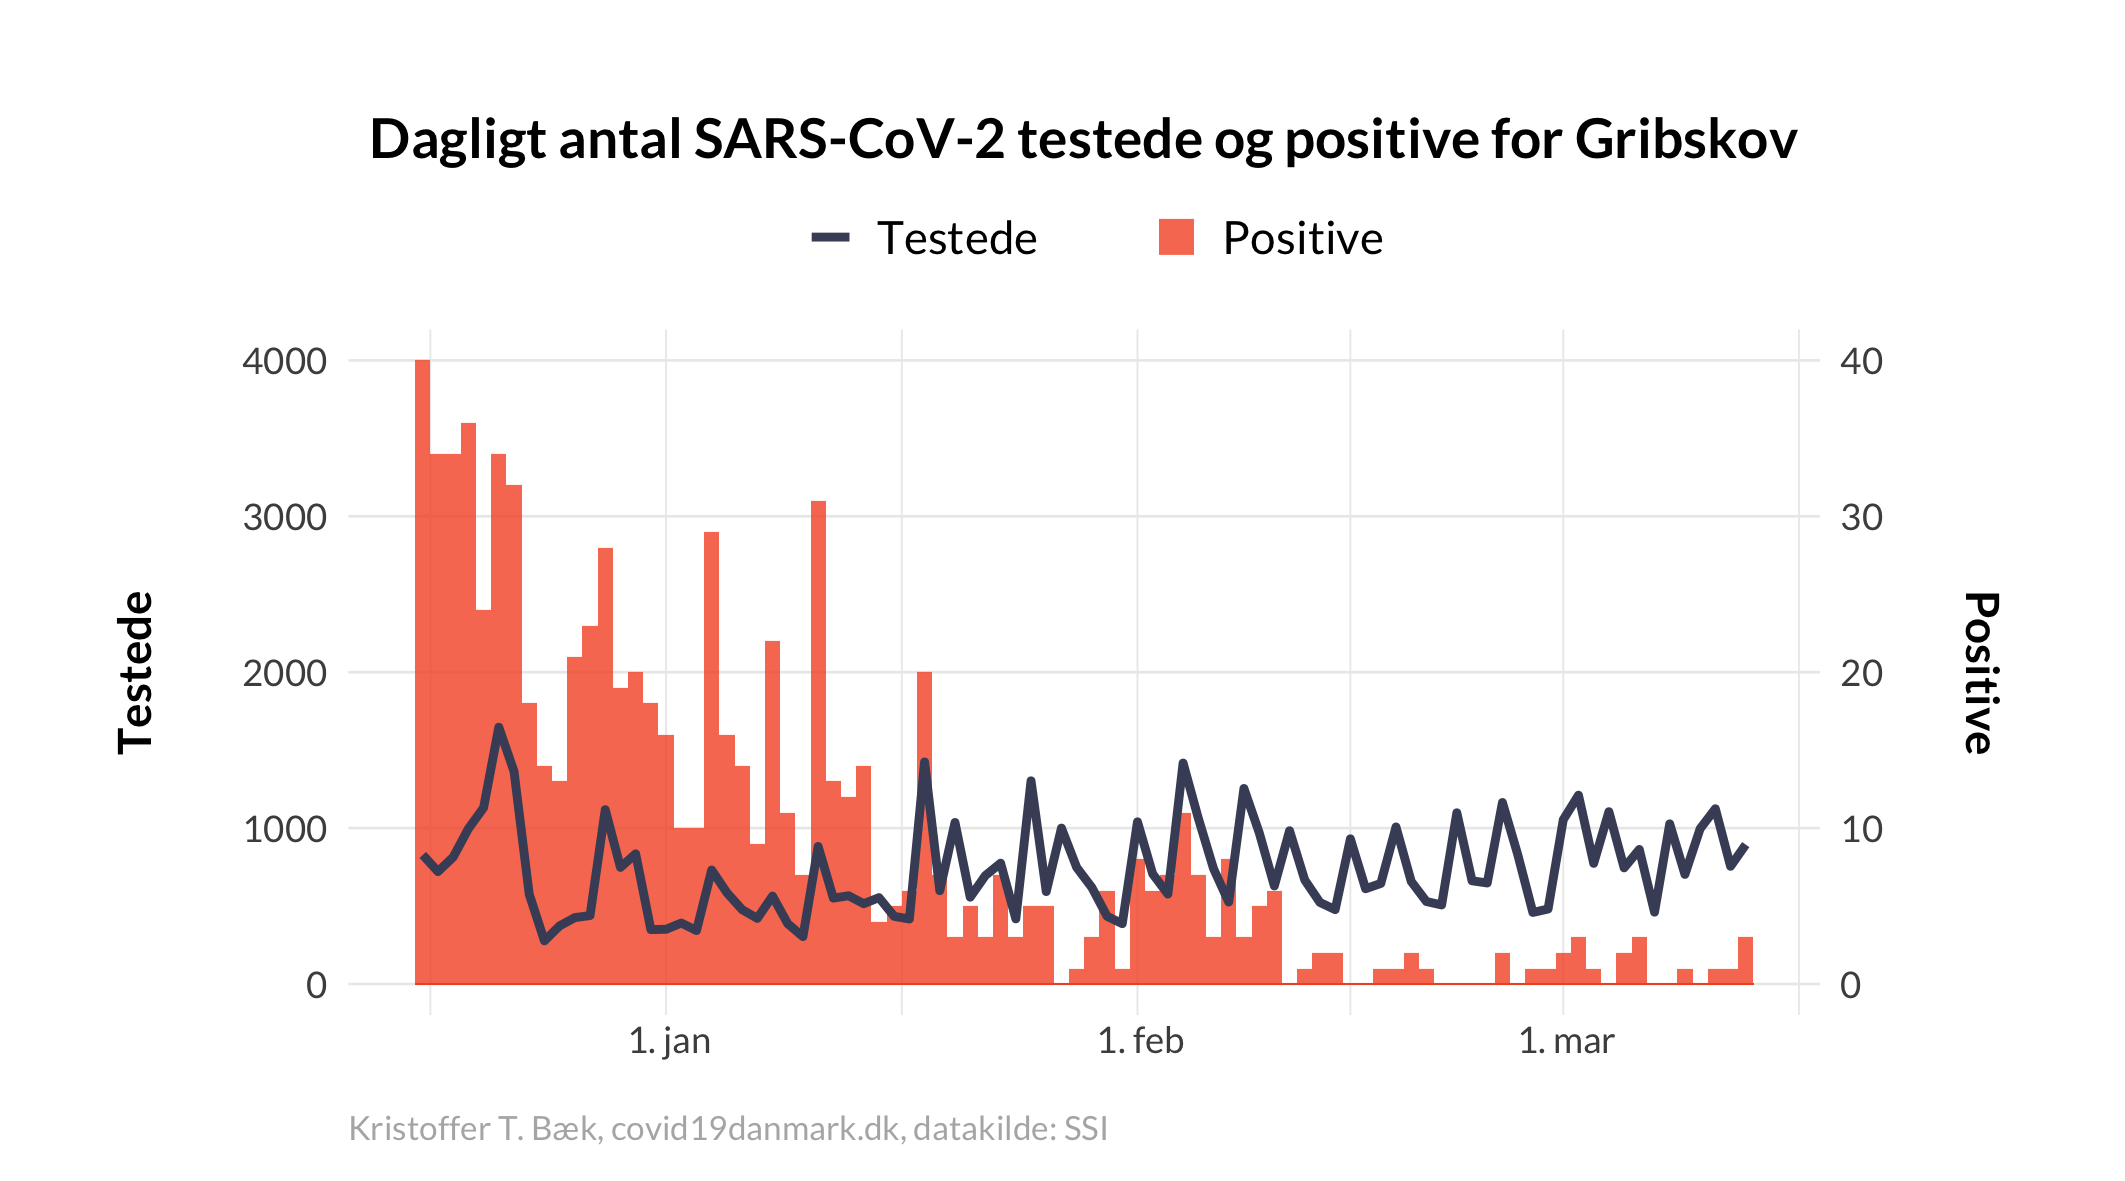 Dagligt antal SARS-CoV-2 testede og positive for Gribskov
Testede
Positive
4000
3000
2000
1000
0
Testede
40
30
20
10
0
Positive
1. jan
1. feb
1. mar
Kristoffer T. Bæk, covid19danmark.dk, datakilde: SSI